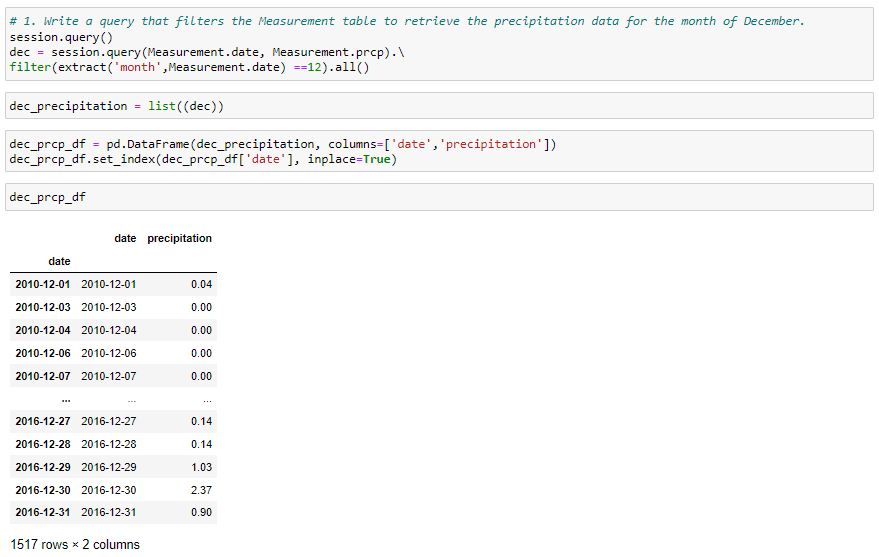 # 1. Write a query that filters the Measurement table to retrieve the precipitation data for the month of December.
session.query()
dec = session.query(Measurement.date, Measurement.prcp).\
filter(extract('month',Measurement.date) ==12).all()
dec_precipitation = list((dec))
dec_prcp_df = pd.DataFrame(dec_precipitation, columns=['date','precipitation'])
dec_prcp_df.set_index(dec_prcp_df['date'], inplace=True)
dec_prcp_df
date precipitation
date
2010-12-01 2010-12-01 0.04
2010-12-03 2010-12-03 0.00
2010-12-04 2010-12-04 0.00
2010-12-06 2010-12-06 0.00
2010-12-07 2010-12-07 0.00
... ... ...
2016-12-27 2016-12-27 0.14
2016-12-28 2016-12-28 0.14
2016-12-29 2016-12-29 1.03
2016-12-30 2016-12-30 2.37
2016-12-31 2016-12-31 0.90
1517 rows × 2 columns